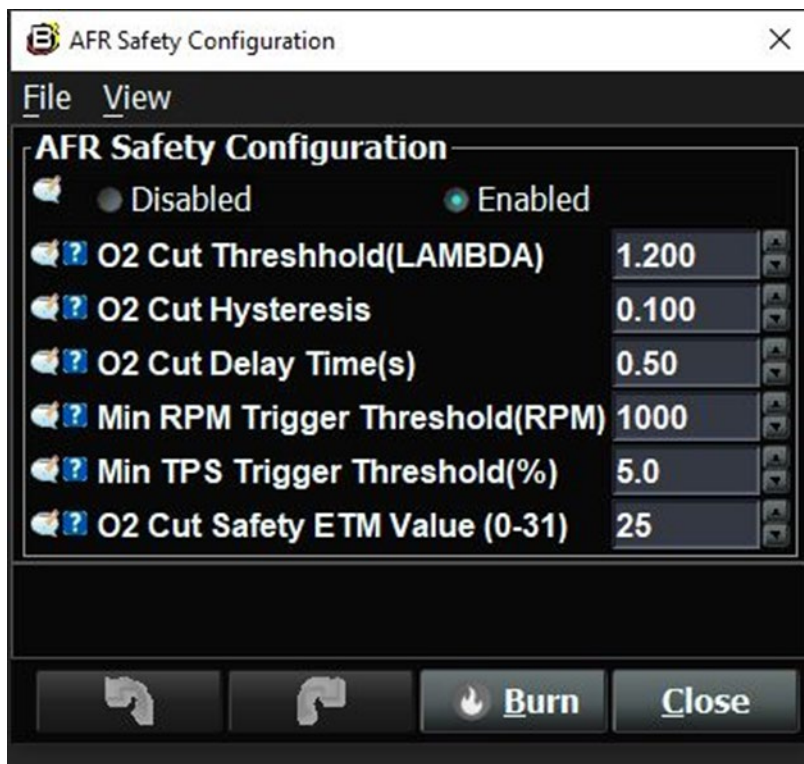 AFR Safety Configuration
File View
AFR Safety Configuration
Disabled Enabled
O2 Cut Threshhold(LAMBDA) 1.200
O2 Cut Hysteresis 0.100
O2 Cut Delay Time(s) 0.50
Min RPM Trigger Threshold(RPM) 1000
Min TPS Trigger Threshold(%) 5.0
O2 Cut Safety ETM Value (0-31) 25
Burn Close